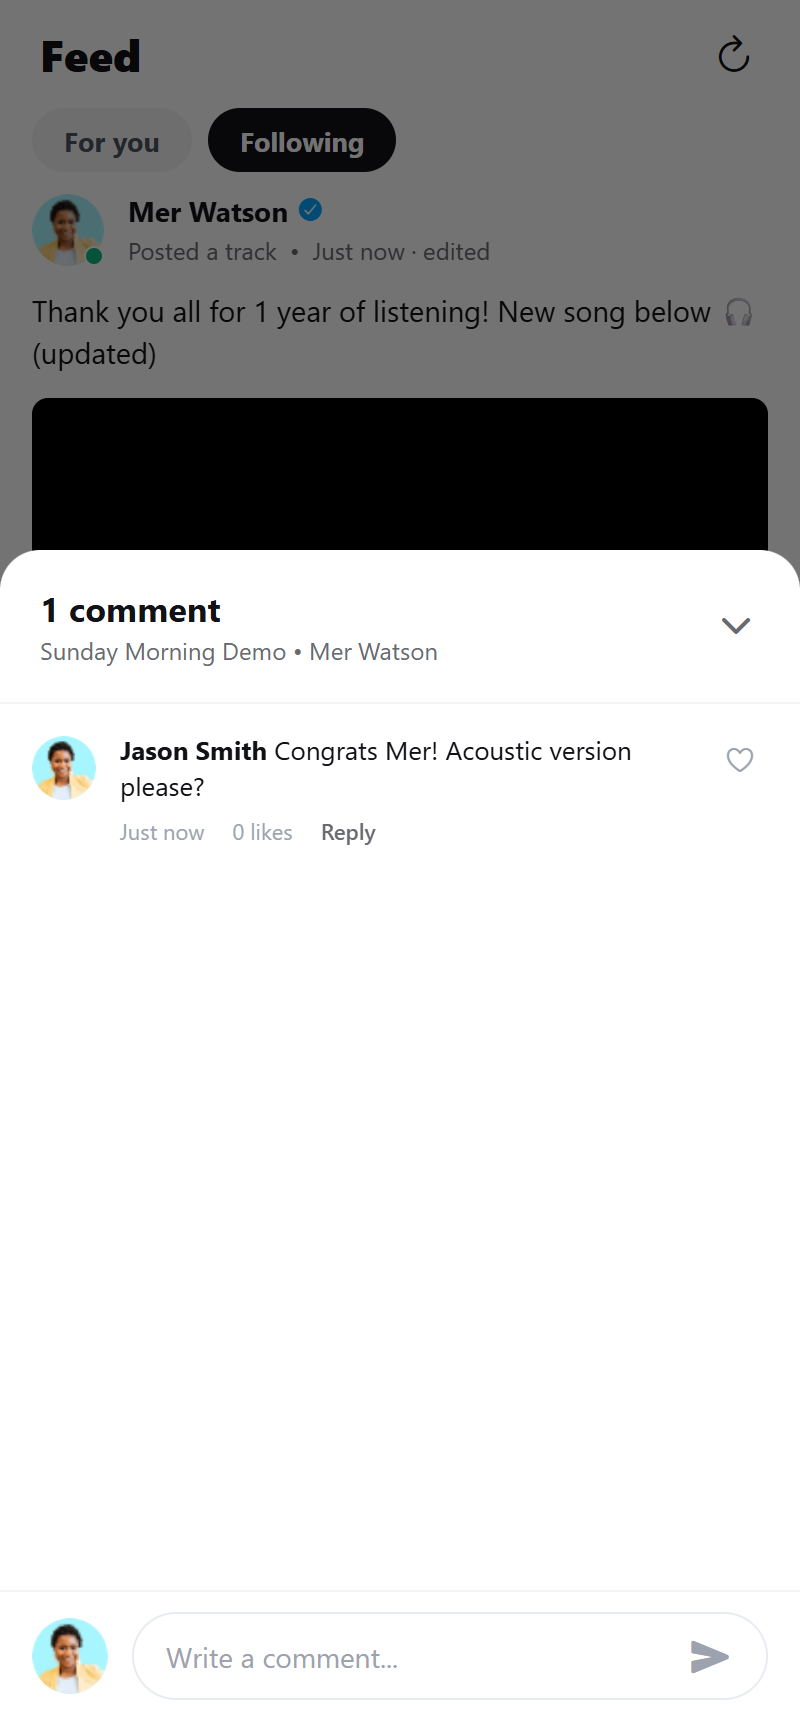 Feed
For you
Following
Mer Watson
Posted a track • Just now · edited
Thank you all for 1 year of listening! New song below 🎧
(updated)
1 comment
Sunday Morning Demo • Mer Watson
Jason Smith Congrats Mer! Acoustic version
please?
Just now 0 likes Reply
Write a comment...